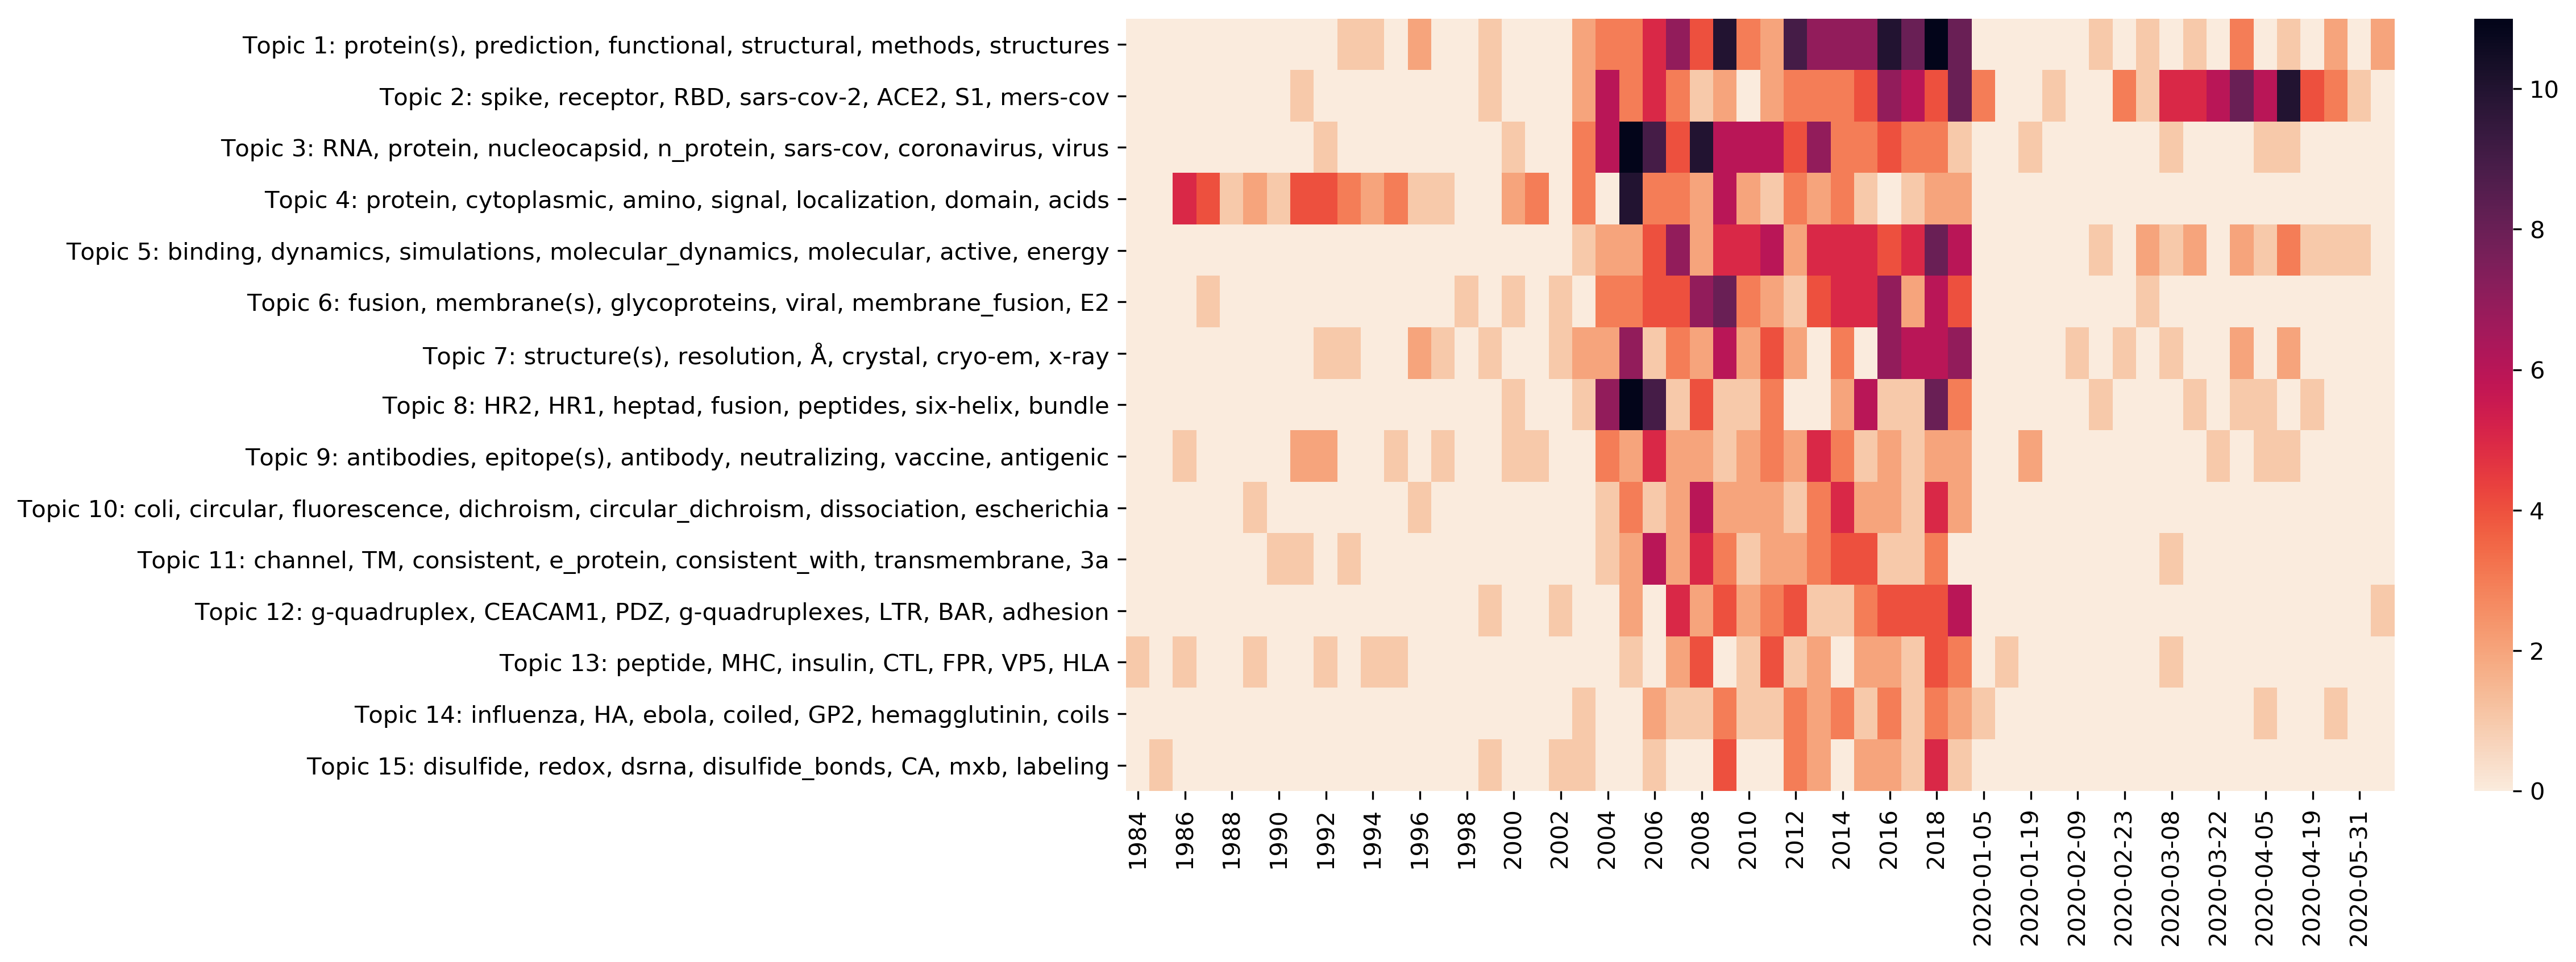 Topic 1: protein(s), prediction, functional, structural, methods, structures
Topic 2: spike, receptor, RBD, sars-cov-2, ACE2, S1, mers-cov
Topic 3: RNA, protein, nucleocapsid, n_protein, sars-cov, coronavirus, virus
Topic 4: protein, cytoplasmic, amino, signal, localization, domain, acids
Topic 5: binding, dynamics, simulations, molecular_dynamics, molecular, active, energy
Topic 6: fusion, membrane(s), glycoproteins, viral, membrane_fusion, E2
Topic 7: structure(s), resolution, Å, crystal, cryo-em, x-ray
Topic 8: HR2, HR1, heptad, fusion, peptides, six-helix, bundle
Topic 9: antibodies, epitope(s), antibody, neutralizing, vaccine, antigenic
Topic 10: coli, circular, fluorescence, dichroism, circular_dichroism, dissociation, escherichia
Topic 11: channel, TM, consistent, e_protein, consistent_with, transmembrane, 3a
Topic 12: g-quadruplex, CEACAM1, PDZ, g-quadruplexes, LTR, BAR, adhesion
Topic 13: peptide, MHC, insulin, CTL, FPR, VP5, HLA
Topic 14: influenza, HA, ebola, coiled, GP2, hemagglutinin, coils
Topic 15: disulfide, redox, dsrna, disulfide_bonds, CA, mxb, labeling
1984
1986
1988
1990
1992
1994
1996
1998
2000
2002
2004
2006
2008
2010
2012
2014
2016
2018
2020-01-05
2020-01-19
2020-02-09
2020-02-23
2020-03-08
2020-03-22
2020-04-05
2020-04-19
2020-05-31
10
8
6
4
2
0